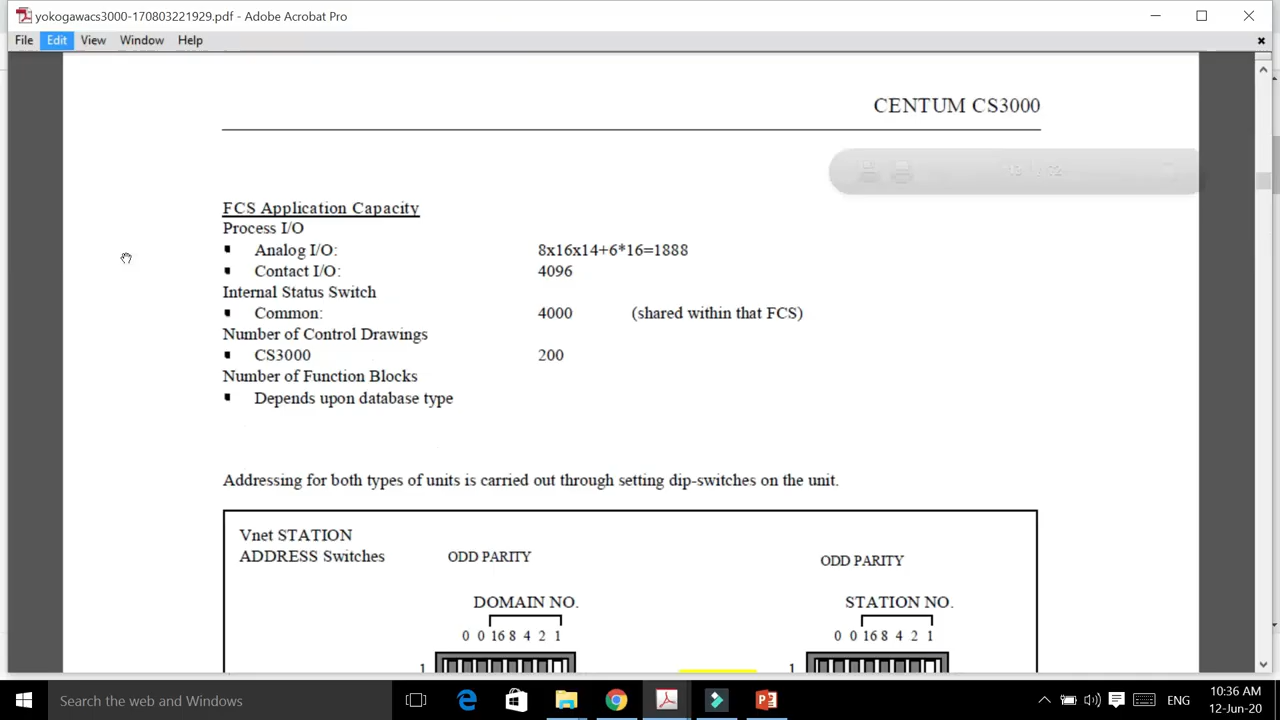 yokogawacs3000-170803221929.pdf - Adobe Acrobat Pro
File Edit View Window Help
CENTUM CS3000
FCS Application Capacity
Process I/O
Analog I/O: 8x16x14+6*16=1888
Contact I/O: 4096
Internal Status Switch
Common: 4000 (shared within that FCS)
Number of Control Drawings
CS3000 200
Number of Function Blocks
Depends upon database type
Addressing for both types of units is carried out through setting dip-switches on the unit.
Vnet STATION
ADDRESS Switches
ODD PARITY ODD PARITY
DOMAIN NO. STATION NO.
0 0 16 8 4 2 1 0 0 16 8 4 2 1
1 1
Search the web and Windows
ENG
10:36 AM
12-Jun-20